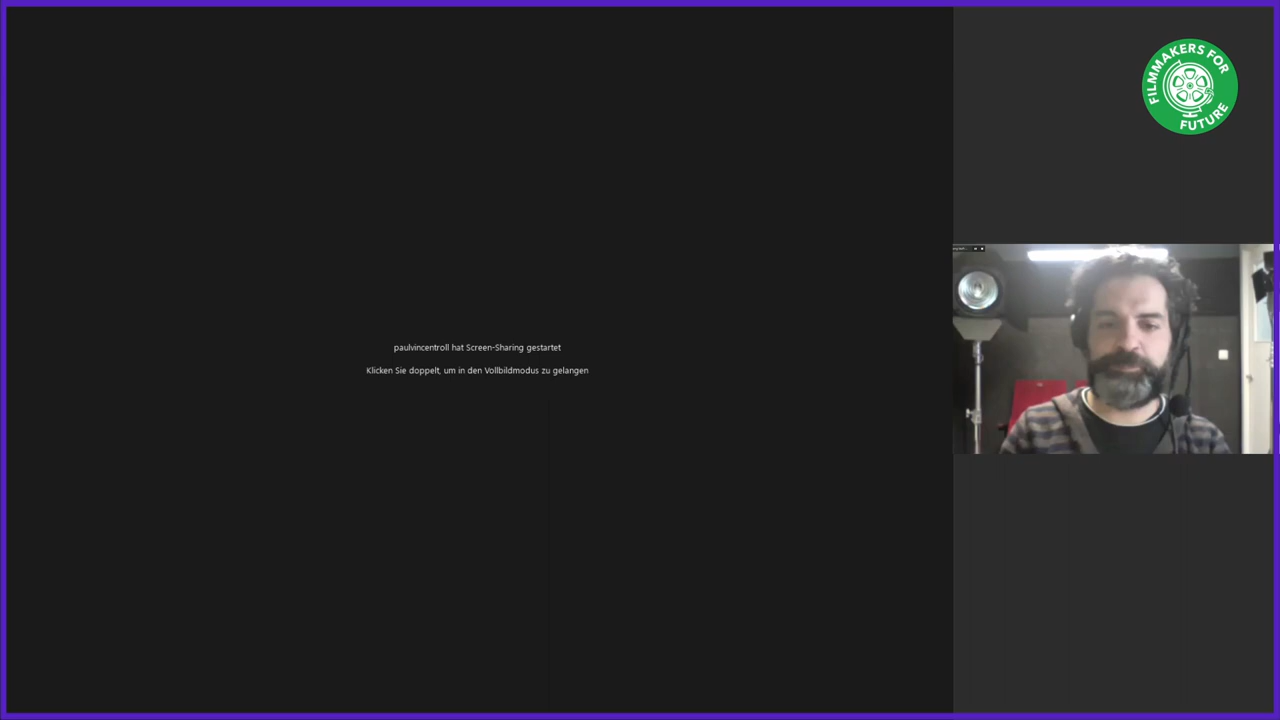 FILMMAKERS FOR
FUTURE
paulvincentroll hat Screen-Sharing gestartet
Klicken Sie doppelt, um in den Vollbildmodus zu gelangen